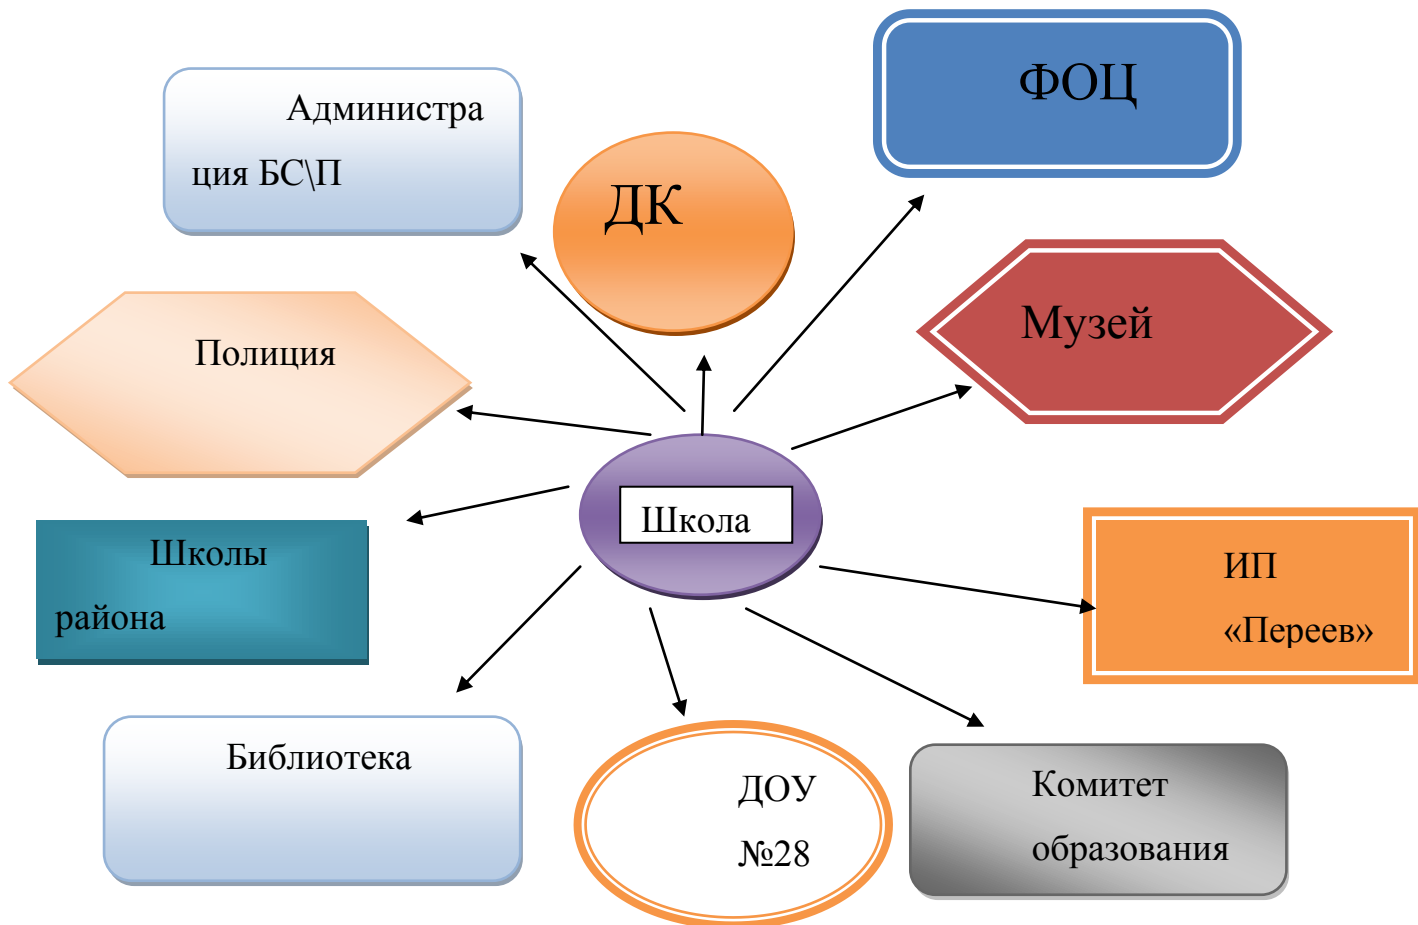 ФОЦ
Администра
ция БС\П
ДК
Музей
Полиция
Школа
Школы
района
ИП
«Переев»
Библиотека
ДОУ
№28
Комитет
образования